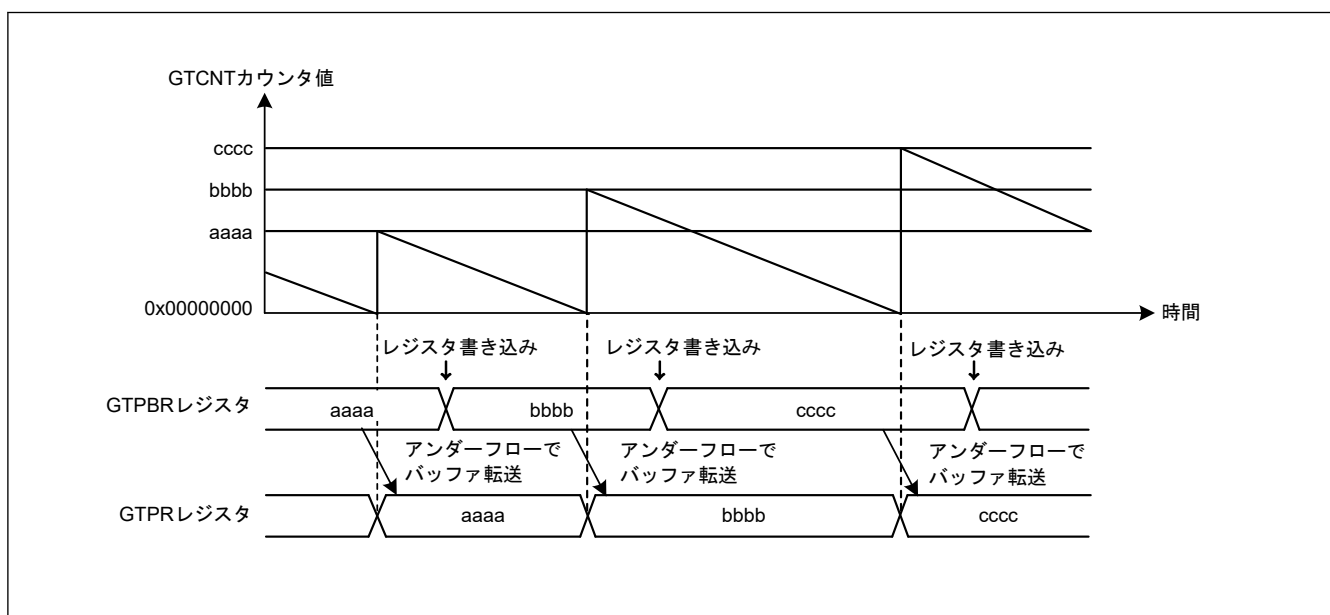 GTCNTカウンタ値
cccc
bbbb
aaaa
0x00000000
時間
レジスタ書き込み
レジスタ書き込み
レジスタ書き込み
GTPBRレジスタ
aaaa
bbbb
cccc
アンダーフローで
バッファ転送
アンダーフローで
バッファ転送
アンダーフローで
バッファ転送
GTPRレジスタ
aaaa
bbbb
cccc